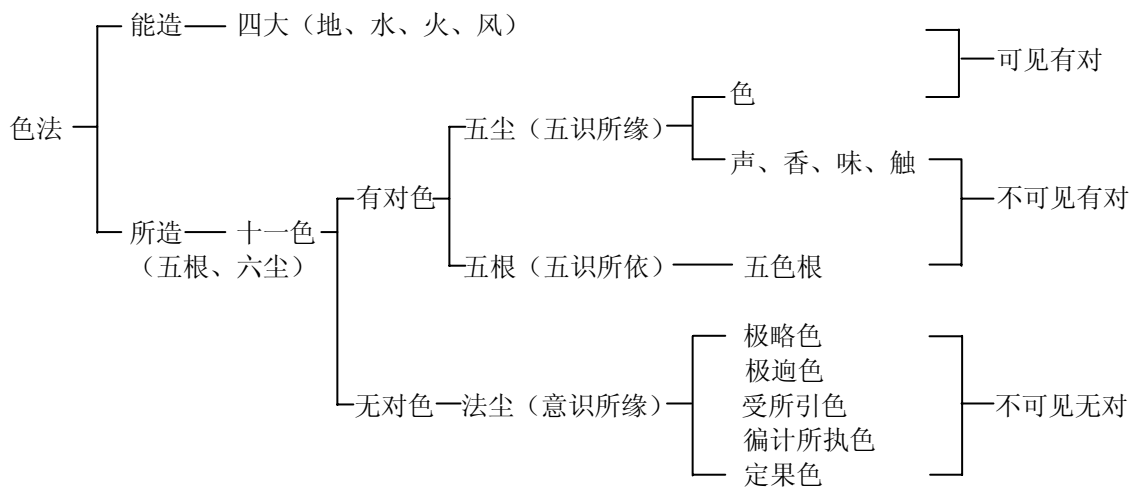 能造 四大（地、水、火、风）
可见有对
色
色法
五尘（五识所缘）
声、香、味、触
有对色
不可见有对
所造 十一色
（五根、六尘）
五根（五识所依） 五色根
极略色
极迥色
无对色 法尘（意识所缘） 受所引色 不可见无对
徧计所执色
定果色